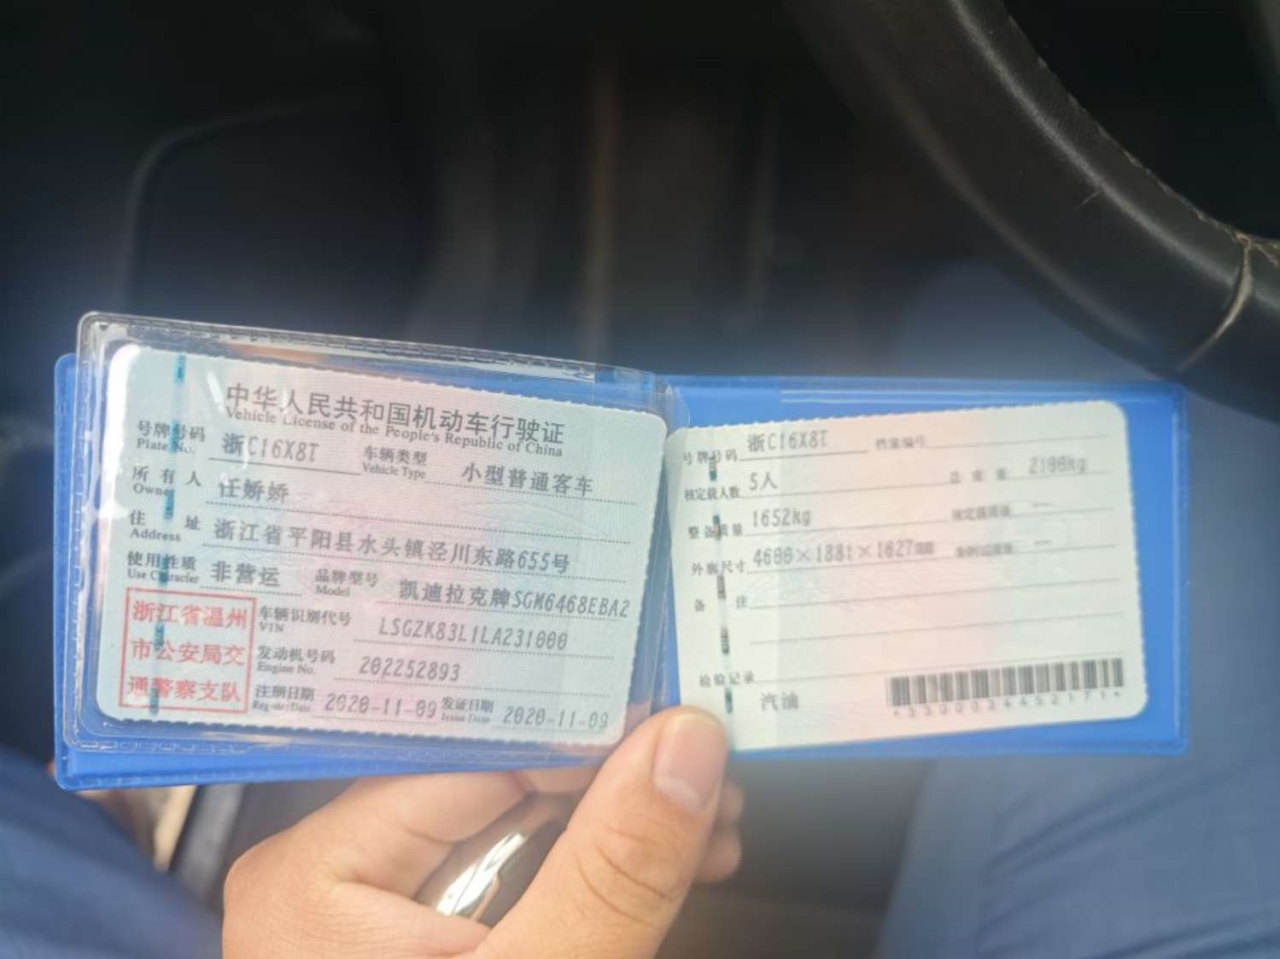 中华人民共和国机动车行驶证
Vehicle License of the People's Republic of China
号牌号码 浙C16X8T 车辆类型 小型普通客车
Plate No. Vehicle Type
所有人 任娇娇
Owner
住址 浙江省平阳县水头镇泾川东路655号
Address
使用性质 非营运 品牌型号 凯迪拉克牌SGM6468EBA2
Use Character Model
浙江省温州
市公安局交
通警察支队
车辆识别代号 LSGZK83L1LA231000
VIN
发动机号码 202252893
Engine No.
注册日期 2020-11-09 发证日期 2020-11-09
Register Date Issue Date
号牌号码 浙C16X8T 档案编号
核定载人数 5人 总质量 2100kg
整备质量 1652kg 核定载质量 --
外廓尺寸 4600×1881×1627mm --
备注
检验记录
汽油